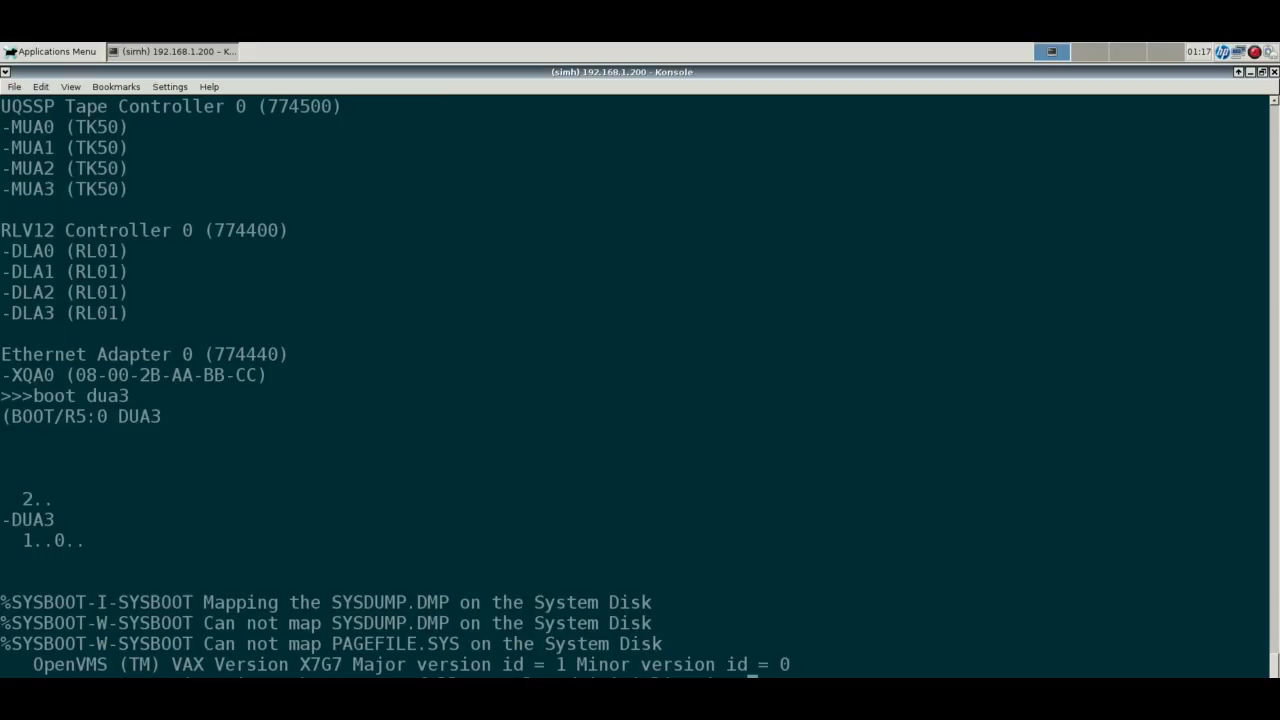 Applications Menu
(simh) 192.168.1.200 – K...
01:17
hp
(simh) 192.168.1.200 - Konsole
File Edit View Bookmarks Settings Help
UQSSP Tape Controller 0 (774500)
-MUA0 (TK50)
-MUA1 (TK50)
-MUA2 (TK50)
-MUA3 (TK50)
RLV12 Controller 0 (774400)
-DLA0 (RL01)
-DLA1 (RL01)
-DLA2 (RL01)
-DLA3 (RL01)
Ethernet Adapter 0 (774440)
-XQA0 (08-00-2B-AA-BB-CC)
>>>boot dua3
(BOOT/R5:0 DUA3
2..
-DUA3
1..0..
%SYSBOOT-I-SYSBOOT Mapping the SYSDUMP.DMP on the System Disk
%SYSBOOT-W-SYSBOOT Can not map SYSDUMP.DMP on the System Disk
%SYSBOOT-W-SYSBOOT Can not map PAGEFILE.SYS on the System Disk
OpenVMS (TM) VAX Version X7G7 Major version id = 1 Minor version id = 0